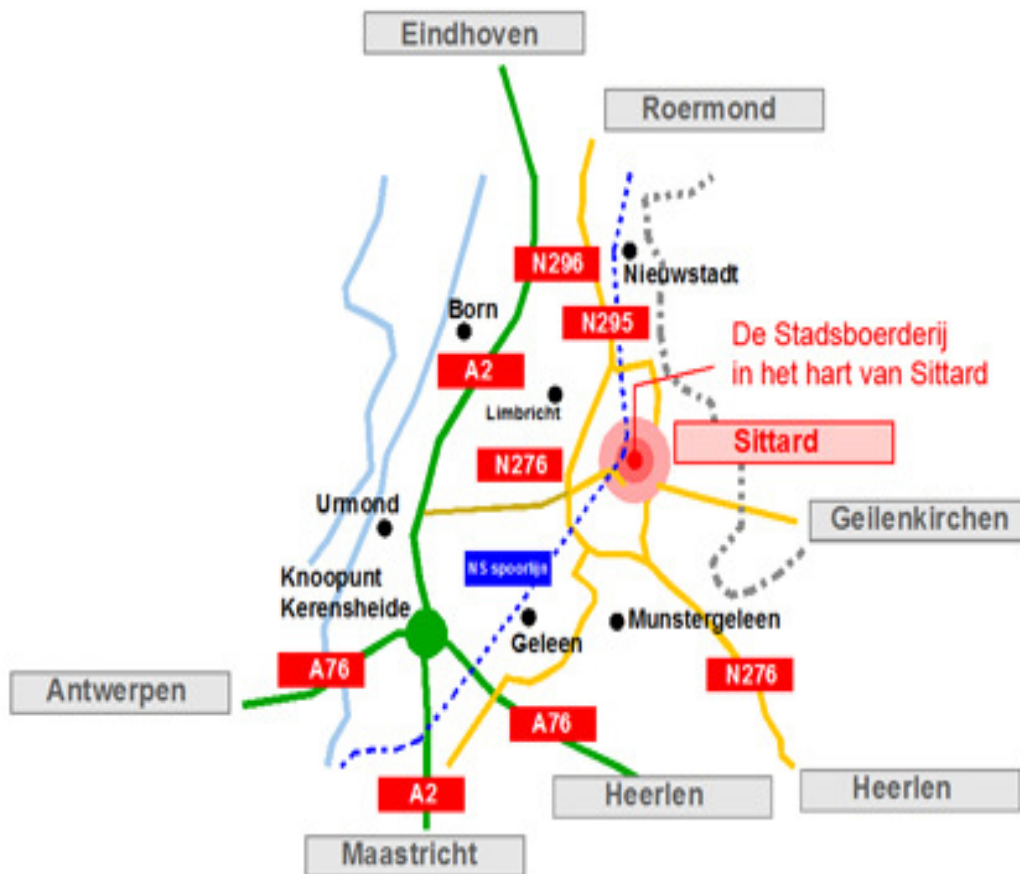 Eindhoven
Roermond
N296
Nieuwstadt
Born
N295
De Stadsboerderij
in het hart van Sittard
A2
Limbricht
Sittard
N276
Urmond
Geilenkirchen
NS spoorlijn
Knoopunt
Kerensheide
Geleen
Munstergeleen
A76
N276
Antwerpen
A76
A2
Heerlen
Heerlen
Maastricht